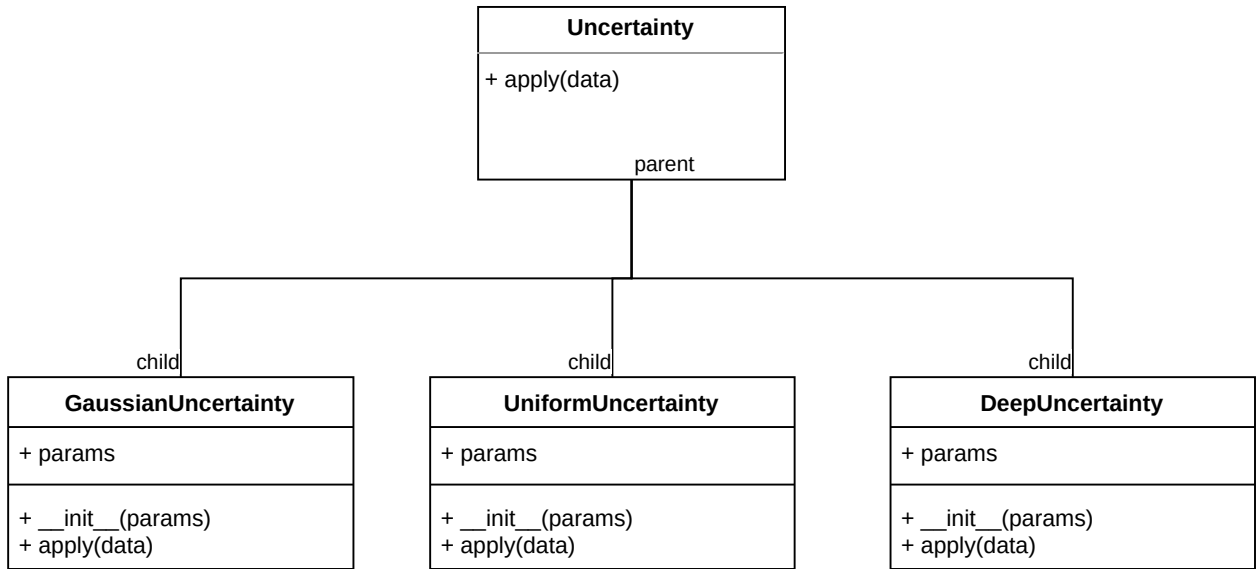 Uncertainty
+ apply(data)
parent
child
child
child
GaussianUncertainty
+ params
+ __init__(params)
+ apply(data)
UniformUncertainty
+ params
+ __init__(params)
+ apply(data)
DeepUncertainty
+ params
+ __init__(params)
+ apply(data)